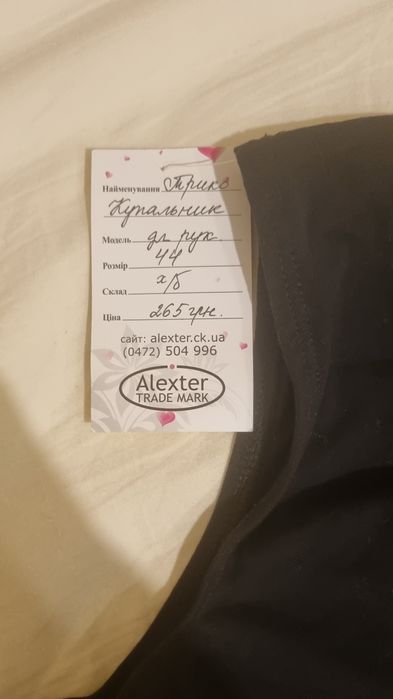 Найменування Трико
Купальник
Модель дл рук
Розмір 44
Склад х/б
Ціна 265 грн.
сайт: alexter.ck.ua
(0472) 504 996
Alexter
TRADE MARK